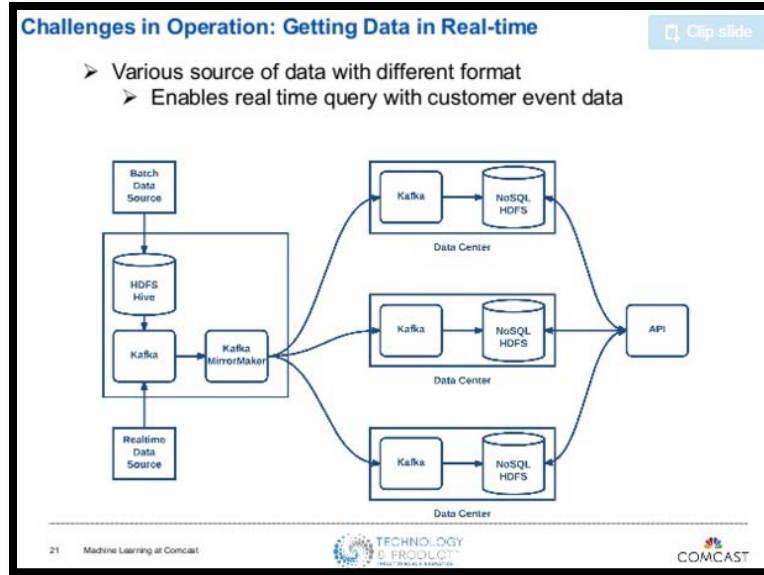 Challenges in Operation: Getting Data in Real-time
Clip slide
Various source of data with different format
Enables real time query with customer event data
Batch
Data
Source
HDFS
Hive
Kafka
Kafka
MirrorMaker
Realtime
Data
Source
Kafka
NoSQL
HDFS
Data Center
Kafka
NoSQL
HDFS
Data Center
Kafka
NoSQL
HDFS
Data Center
API
21
Machine Learning at Comcast
TECHNOLOGY
& PRODUCT
COMCAST